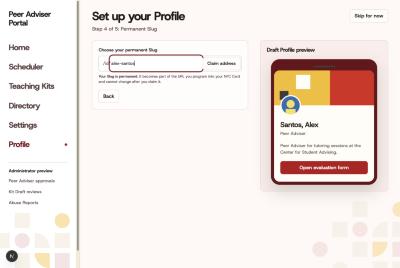 Peer Adviser
Portal
Home
Scheduler
Teaching Kits
Directory
Settings
Profile
Administrator preview
Peer Adviser approvals
Kit Draft reviews
Abuse Reports
N
Set up your Profile
Step 4 of 5: Permanent Slug
Skip for now
Choose your permanent Slug
alex-santos
Claim address
Your Slug is permanent. It becomes part of the URL you program into your NFC Card
and cannot change after you claim it.
Back
Draft Profile preview
Santos, Alex
Peer Adviser
Peer Adviser for tutoring sessions at the
Center for Student Advising.
Open evaluation form